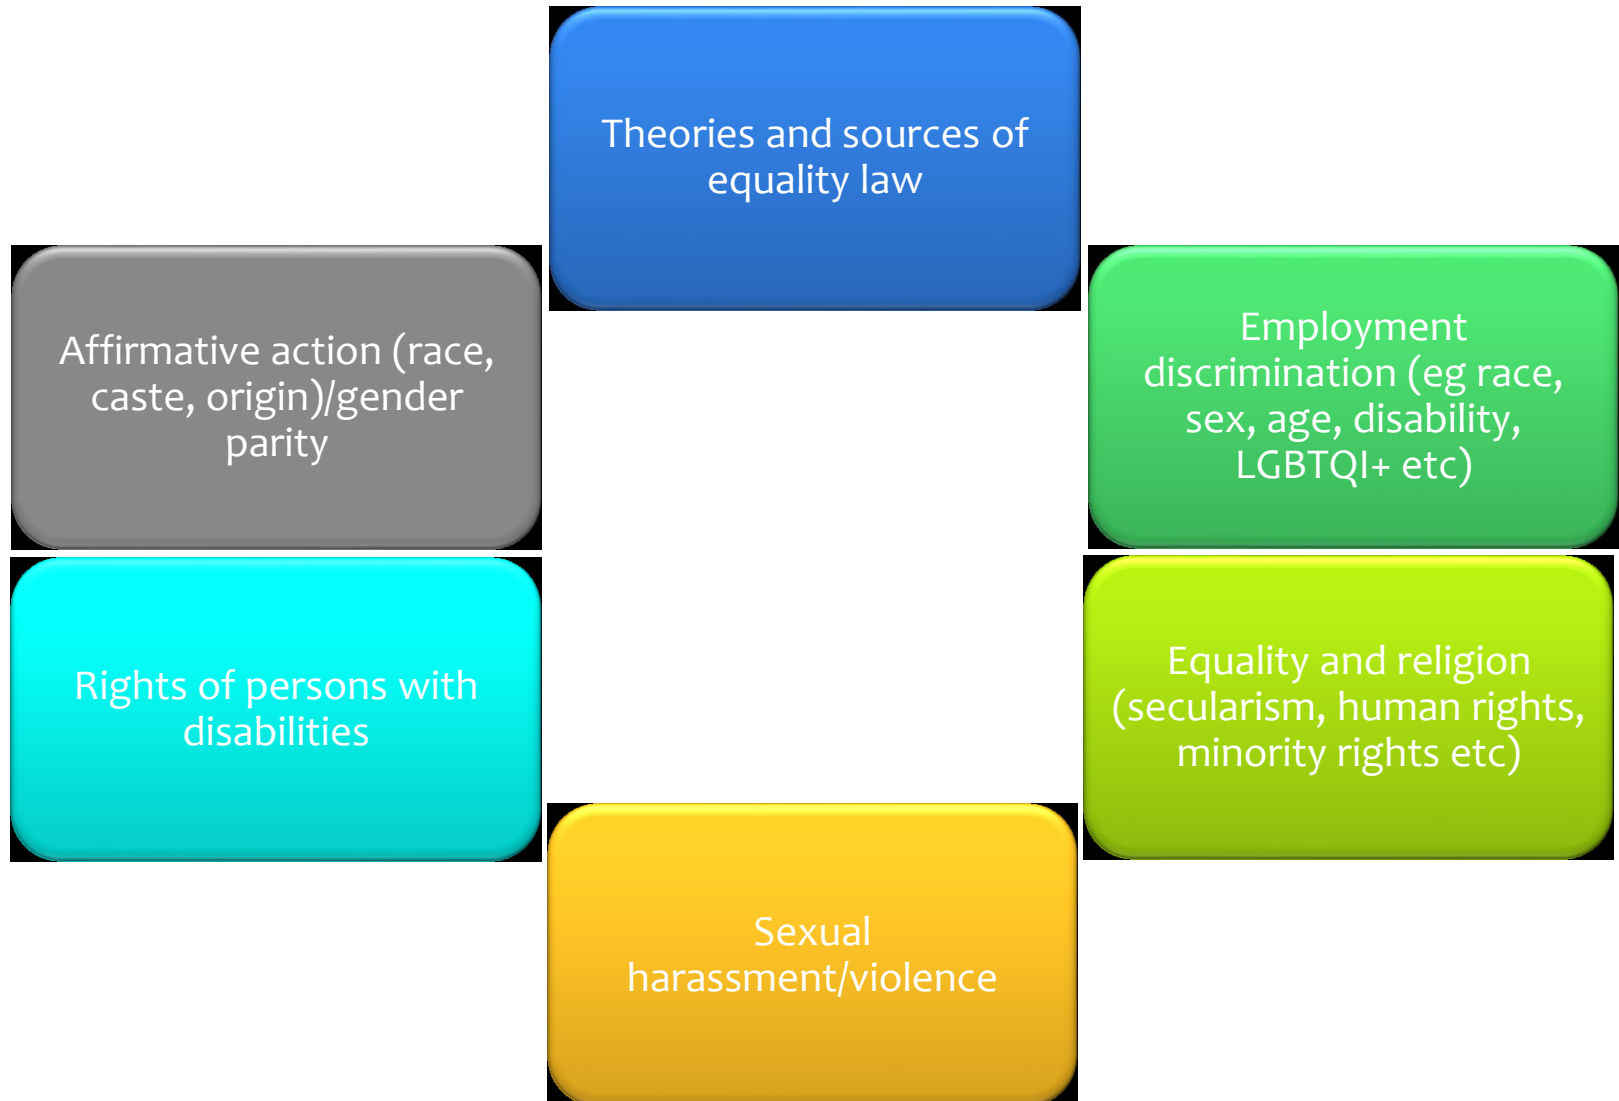 Theories and sources of
equality law
Employment
discrimination (eg race,
sex, age, disability,
LGBTQI+ etc)
Equality and religion
(secularism, human rights,
minority rights etc)
Sexual
harassment/violence
Rights of persons with
disabilities
Affirmative action (race,
caste, origin)/gender
parity